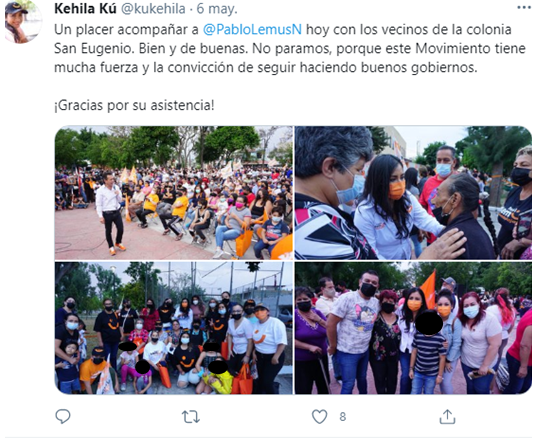 Kehila Kú @kukehila · 6 may.
Un placer acompañar a @PabloLemusN hoy con los vecinos de la colonia
San Eugenio. Bien y de buenas. No paramos, porque este Movimiento tiene
mucha fuerza y la convicción de seguir haciendo buenos gobiernos.
¡Gracias por su asistencia!
8